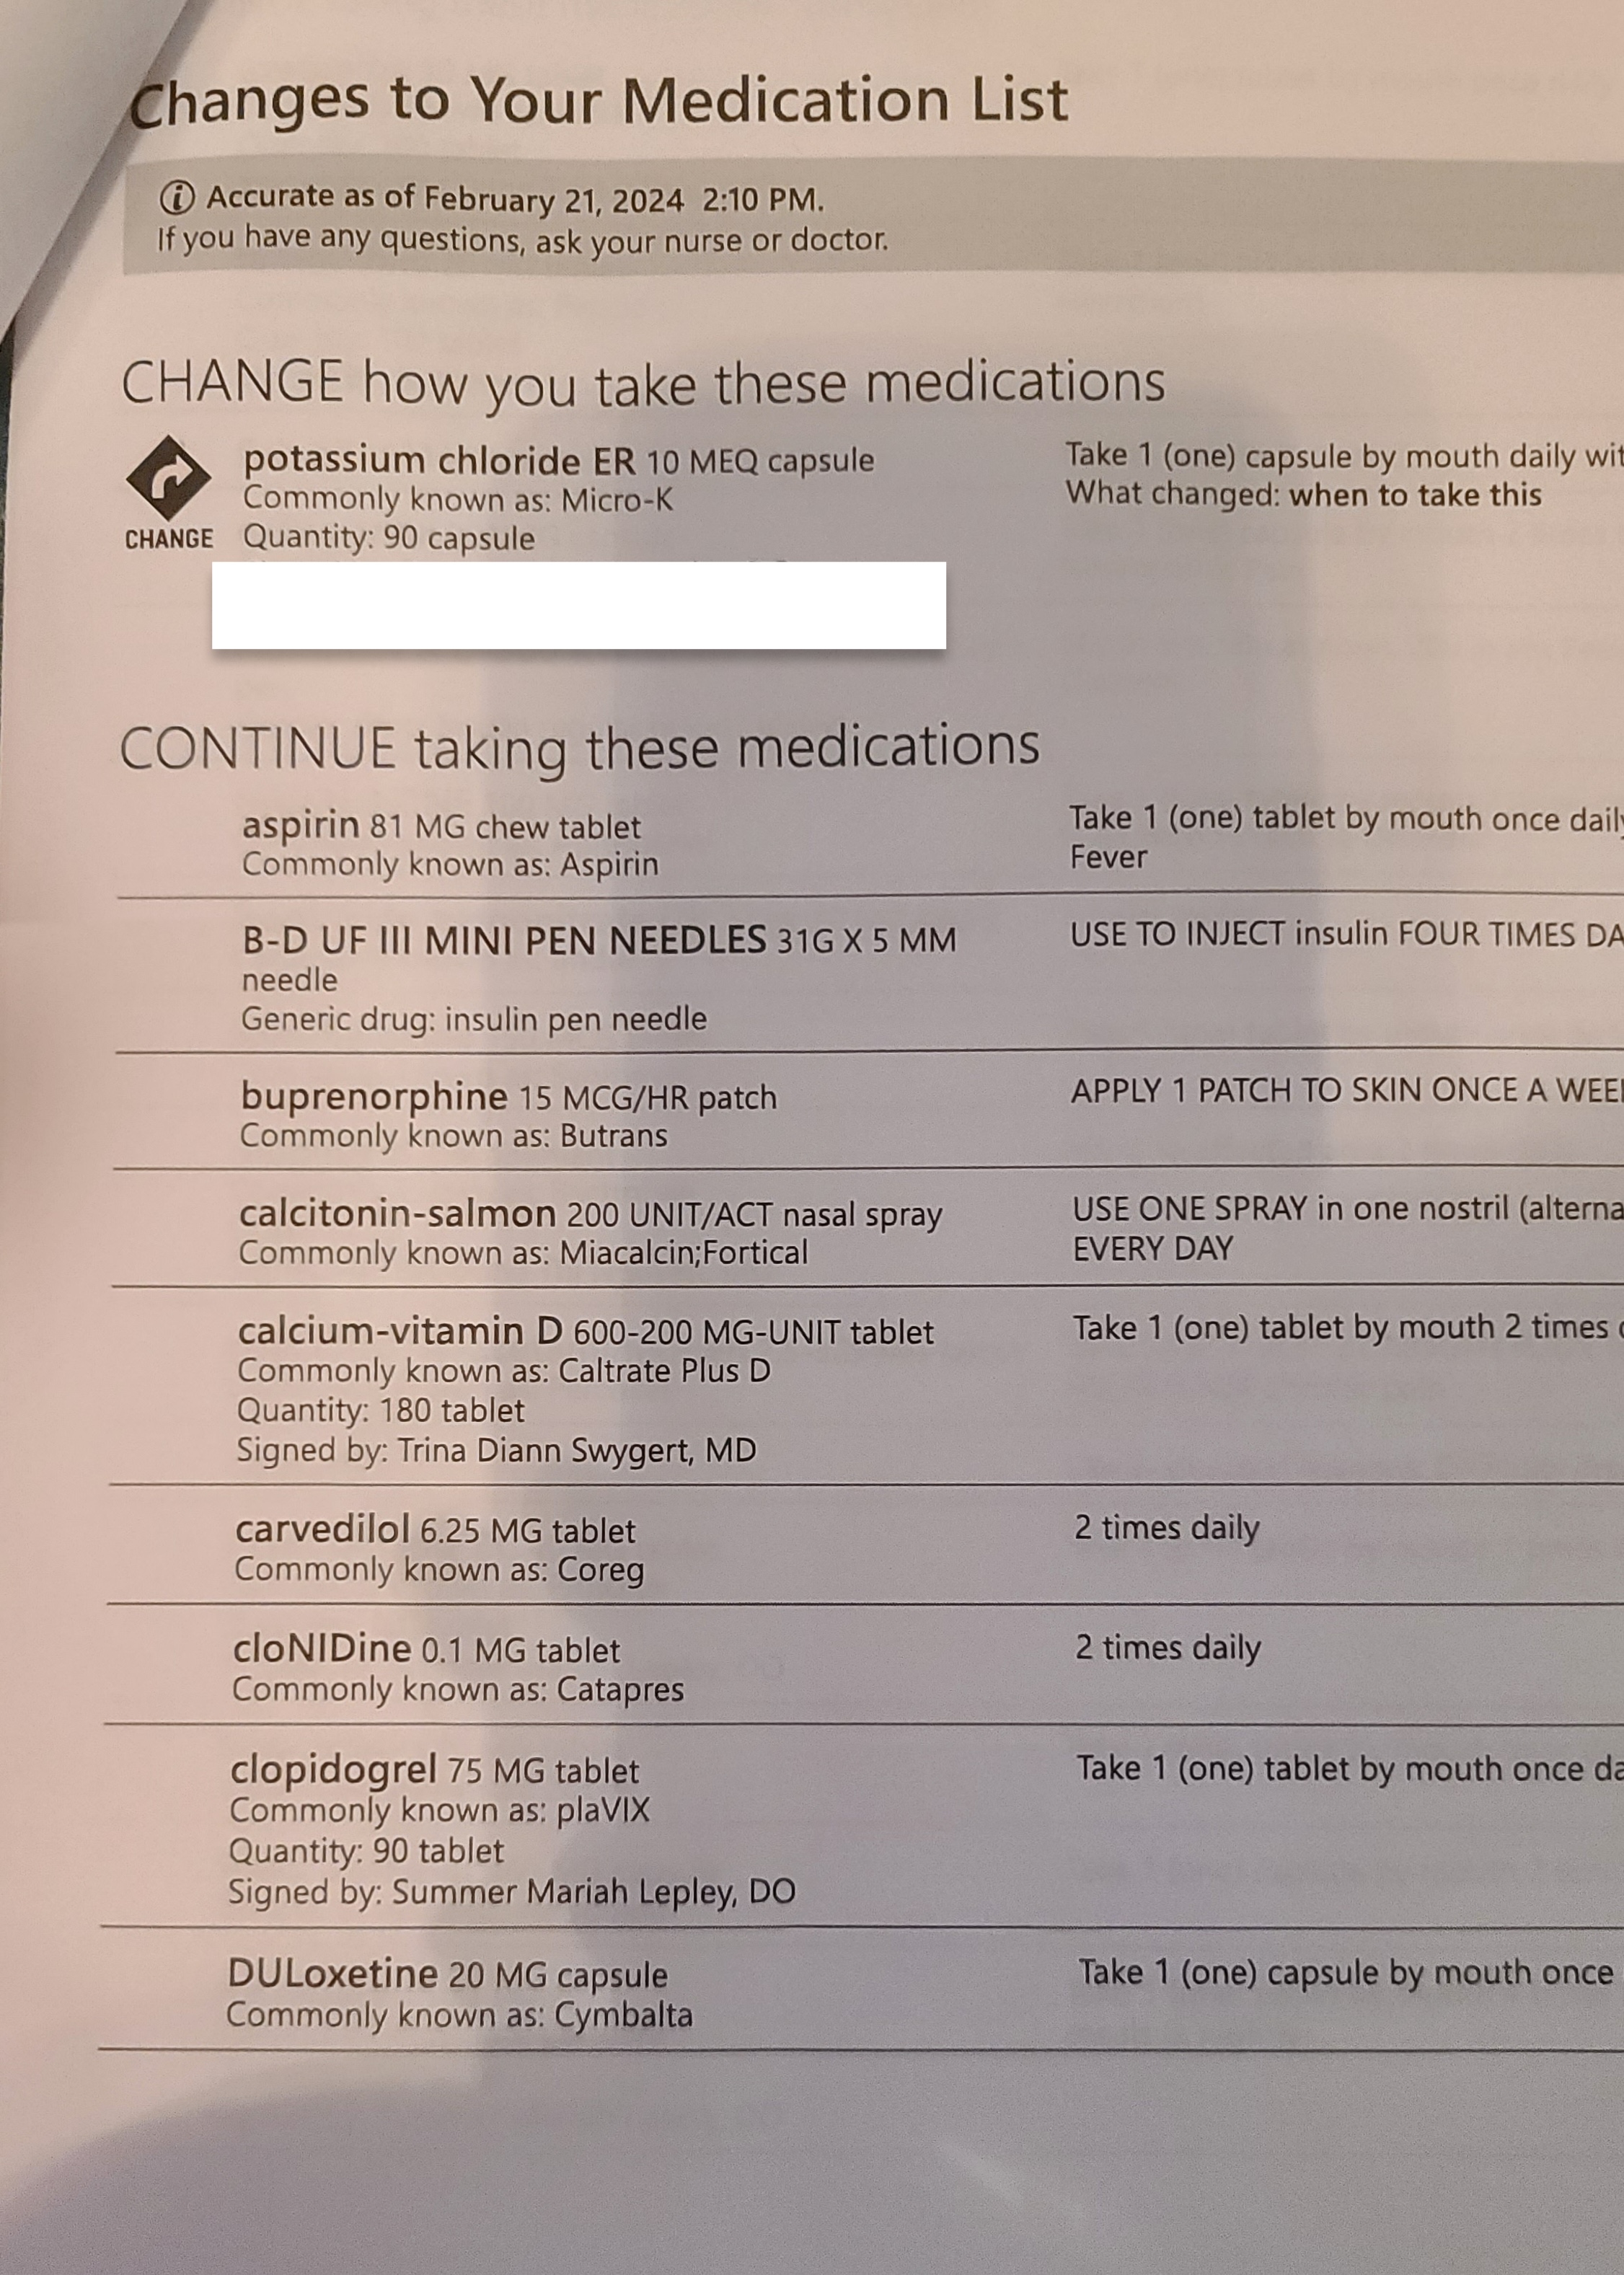 Changes to Your Medication List
Accurate as of February 21, 2024 2:10 PM.
If you have any questions, ask your nurse or doctor.
CHANGE how you take these medications
CHANGE
potassium chloride ER 10 MEQ capsule
Commonly known as: Micro-K
Quantity: 90 capsule
Take 1 (one) capsule by mouth daily
What changed: when to take this
CONTINUE taking these medications
aspirin 81 MG chew tablet
Commonly known as: Aspirin
Take 1 (one) tablet by mouth once
Fever
B-D UF III MINI PEN NEEDLES 31G X 5 MM
needle
Generic drug: insulin pen needle
USE TO INJECT insulin FOUR TIMES
buprenorphine 15 MCG/HR patch
Commonly known as: Butrans
APPLY 1 PATCH TO SKIN ONCE A
calcitonin-salmon 200 UNIT/ACT nasal spray
Commonly known as: Miacalcin;Fortical
USE ONE SPRAY in one nostril
EVERY DAY
calcium-vitamin D 600-200 MG-UNIT tablet
Commonly known as: Caltrate Plus D
Quantity: 180 tablet
Signed by: Trina Diann Swygert, MD
Take 1 (one) tablet by mouth 2 times
carvedilol 6.25 MG tablet
Commonly known as: Coreg
2 times daily
cloNIDine 0.1 MG tablet
Commonly known as: Catapres
2 times daily
clopidogrel 75 MG tablet
Commonly known as: plaVIX
Quantity: 90 tablet
Signed by: Summer Mariah Lepley, DO
Take 1 (one) tablet by mouth once
DULoxetine 20 MG capsule
Commonly known as: Cymbalta
Take 1 (one) capsule by mouth once